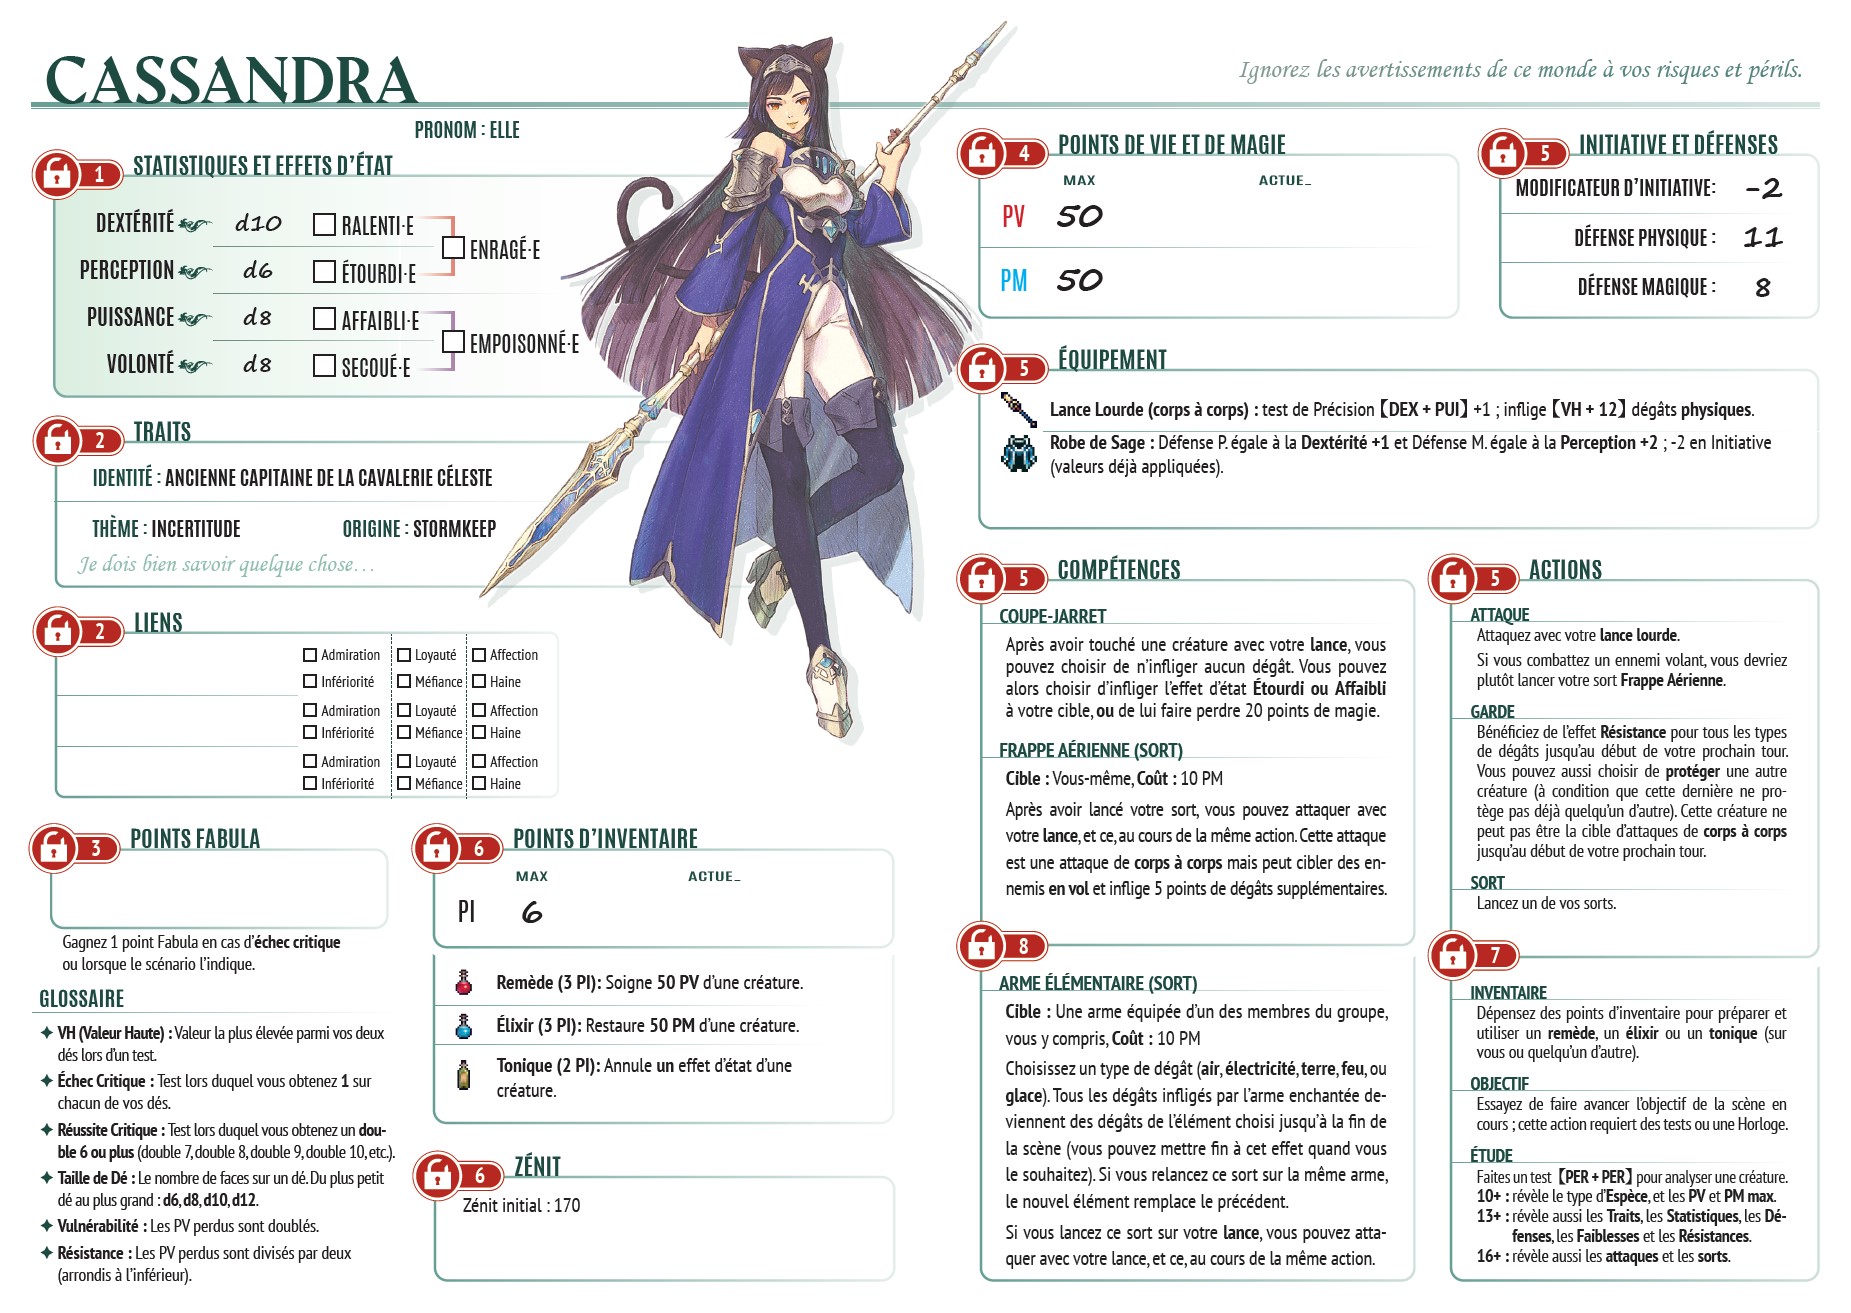 CASSANDRA
Ignorez les avertissements de ce monde à vos risques et périls.
PRONOM : ELLE
1 STATISTIQUES ET EFFETS D'ÉTAT
DEXTÉRITÉ d10 RALENTI·E
ENRAGÉ·E
PERCEPTION d6 ÉTOURDI·E
PUISSANCE d8 AFFAIBLI·E
EMPOISONNÉ·E
VOLONTÉ d8 SECOUÉ·E
2 TRAITS
IDENTITÉ : ANCIENNE CAPITAINE DE LA CAVALERIE CÉLESTE
THÈME : INCERTITUDE ORIGINE : STORMKEEP
Je dois bien savoir quelque chose…
2 LIENS
Admiration Loyauté Affection
Infériorité Méfiance Haine
Admiration Loyauté Affection
Infériorité Méfiance Haine
Admiration Loyauté Affection
Infériorité Méfiance Haine
3 POINTS FABULA
Gagnez 1 point Fabula en cas d'échec critique
ou lorsque le scénario l'indique.
GLOSSAIRE
✦ VH (Valeur Haute) : Valeur la plus élevée parmi vos deux
dés lors d'un test.
✦ Échec Critique : Test lors duquel vous obtenez 1 sur
chacun de vos dés.
✦ Réussite Critique : Test lors duquel vous obtenez un dou-
ble 6 ou plus (double 7, double 8, double 9, double 10, etc.).
✦ Taille de Dé : Le nombre de faces sur un dé. Du plus petit
dé au plus grand : d6, d8, d10, d12.
✦ Vulnérabilité : Les PV perdus sont doublés.
✦ Résistance : Les PV perdus sont divisés par deux
(arrondis à l'inférieur).
6 POINTS D'INVENTAIRE
MAX ACTUE_
PI 6
Remède (3 PI): Soigne 50 PV d'une créature.
Élixir (3 PI): Restaure 50 PM d'une créature.
Tonique (2 PI): Annule un effet d'état d'une
créature.
6 ZÉNIT
Zénit initial : 170
4 POINTS DE VIE ET DE MAGIE
MAX ACTUE_
PV 50
PM 50
5 INITIATIVE ET DÉFENSES
MODIFICATEUR D'INITIATIVE: -2
DÉFENSE PHYSIQUE : 11
DÉFENSE MAGIQUE : 8
5 ÉQUIPEMENT
Lance Lourde (corps à corps) : test de Précision【DEX + PUI】+1 ; inflige【VH + 12】dégâts physiques.
Robe de Sage : Défense P. égale à la Dextérité +1 et Défense M. égale à la Perception +2 ; -2 en Initiative
(valeurs déjà appliquées).
5 COMPÉTENCES
COUPE-JARRET
Après avoir touché une créature avec votre lance, vous
pouvez choisir de n'infliger aucun dégât. Vous pouvez
alors choisir d'infliger l'effet d'état Étourdi ou Affaibli
à votre cible, ou de lui faire perdre 20 points de magie.
FRAPPE AÉRIENNE (SORT)
Cible : Vous-même, Coût : 10 PM
Après avoir lancé votre sort, vous pouvez attaquer avec
votre lance, et ce, au cours de la même action. Cette attaque
est une attaque de corps à corps mais peut cibler des en-
nemis en vol et inflige 5 points de dégâts supplémentaires.
8
ARME ÉLÉMENTAIRE (SORT)
Cible : Une arme équipée d'un des membres du groupe,
vous y compris, Coût : 10 PM
Choisissez un type de dégât (air, électricité, terre, feu, ou
glace). Tous les dégâts infligés par l'arme enchantée de-
viennent des dégâts de l'élément choisi jusqu'à la fin de
la scène (vous pouvez mettre fin à cet effet quand vous
le souhaitez). Si vous relancez ce sort sur la même arme,
le nouvel élément remplace le précédent.
Si vous lancez ce sort sur votre lance, vous pouvez atta-
quer avec votre lance, et ce, au cours de la même action.
5 ACTIONS
ATTAQUE
Attaquez avec votre lance lourde.
Si vous combattez un ennemi volant, vous devriez
plutôt lancer votre sort Frappe Aérienne.
GARDE
Bénéficiez de l'effet Résistance pour tous les types
de dégâts jusqu'au début de votre prochain tour.
Vous pouvez aussi choisir de protéger une autre
créature (à condition que cette dernière ne pro-
tège pas déjà quelqu'un d'autre). Cette créature ne
peut pas être la cible d'attaques de corps à corps
jusqu'au début de votre prochain tour.
SORT
Lancez un de vos sorts.
7
INVENTAIRE
Dépensez des points d'inventaire pour préparer et
utiliser un remède, un élixir ou un tonique (sur
vous ou quelqu'un d'autre).
OBJECTIF
Essayez de faire avancer l'objectif de la scène en
cours ; cette action requiert des tests ou une Horloge.
ÉTUDE
Faites un test【PER + PER】pour analyser une créature.
10+ : révèle le type d'Espèce, et les PV et PM max.
13+ : révèle aussi les Traits, les Statistiques, les Dé-
fenses, les Faiblesses et les Résistances.
16+ : révèle aussi les attaques et les sorts.